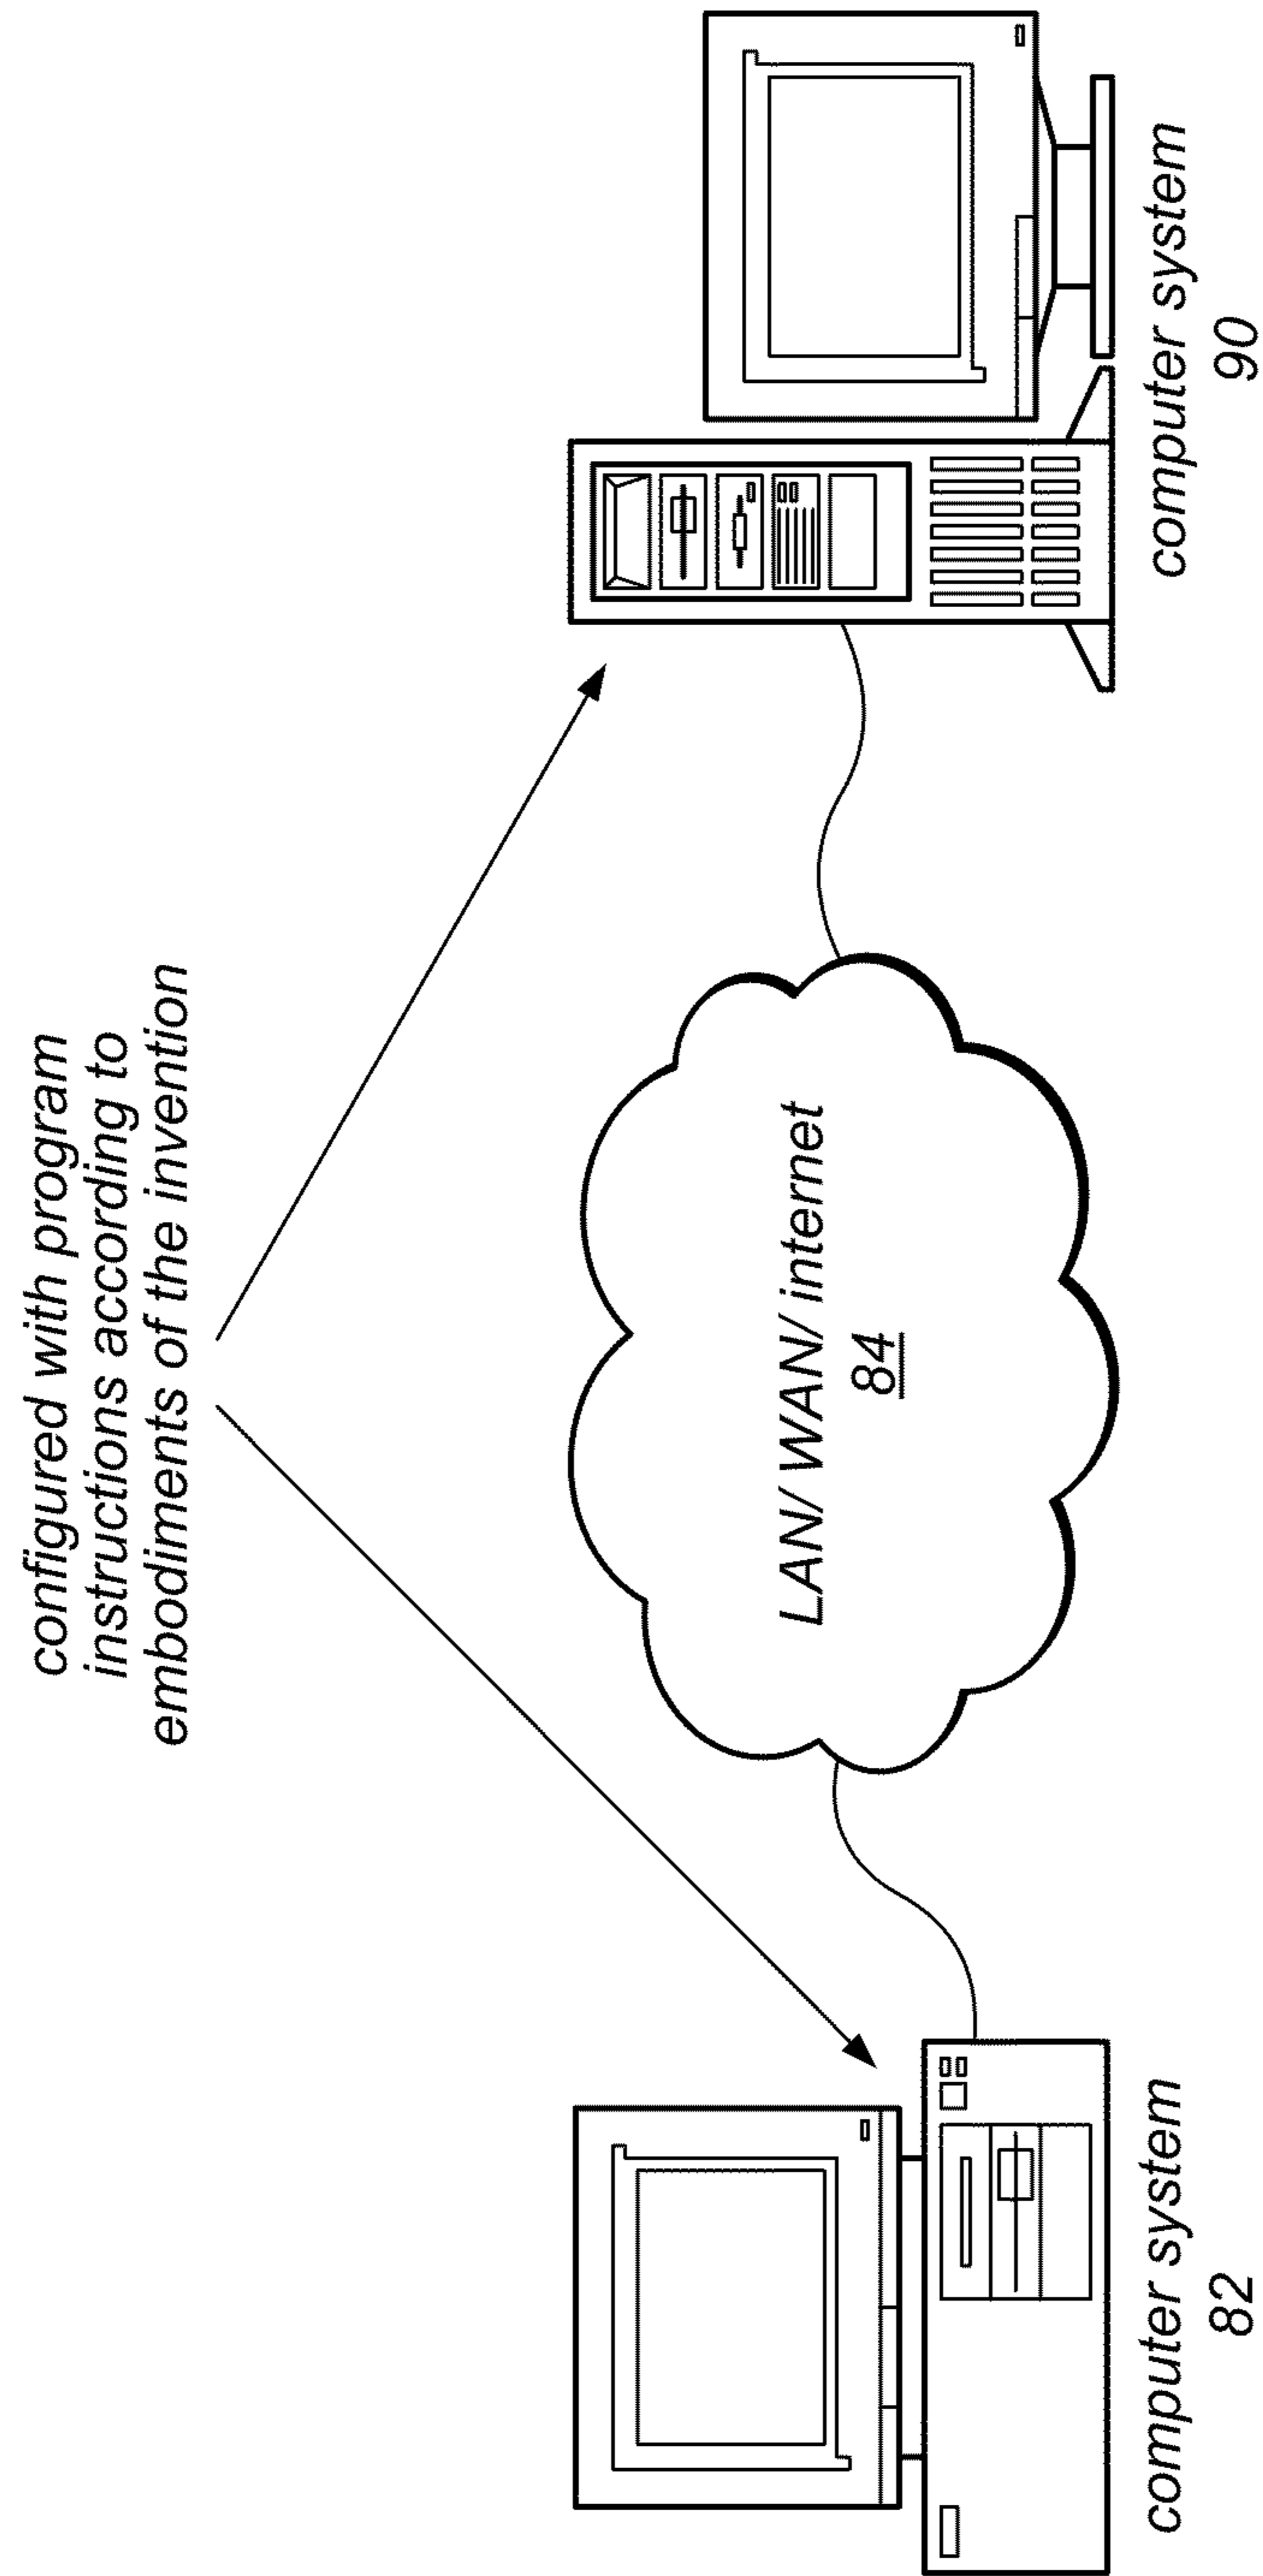 configured with program
instructions according to
embodiments of the invention
LAN/ WAN/ internet
84
computer system
82
computer system
90